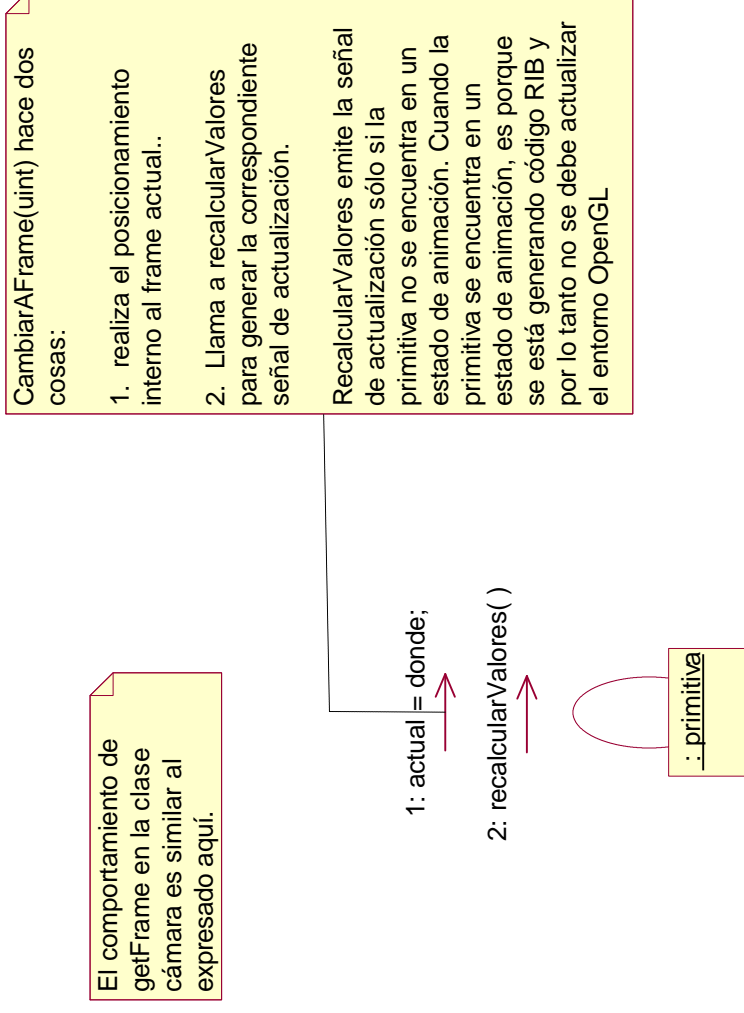 El comportamiento de
getFrame en la clase
cámara es similar al
expresado aquí.
CambiarAFrame(uint) hace dos
cosas:
1. realiza el posicionamiento
interno al frame actual..
2. Llama a recalcularValores
para generar la correspondiente
señal de actualización.
RecalcularValores emite la señal
de actualización sólo si la
primitiva no se encuentra en un
estado de animación. Cuando la
primitiva se encuentra en un
estado de animación, es porque
se está generando código RIB y
por lo tanto no se debe actualizar
el entorno OpenGL
1: actual = donde;
2: recalcularValores( )
: primitiva